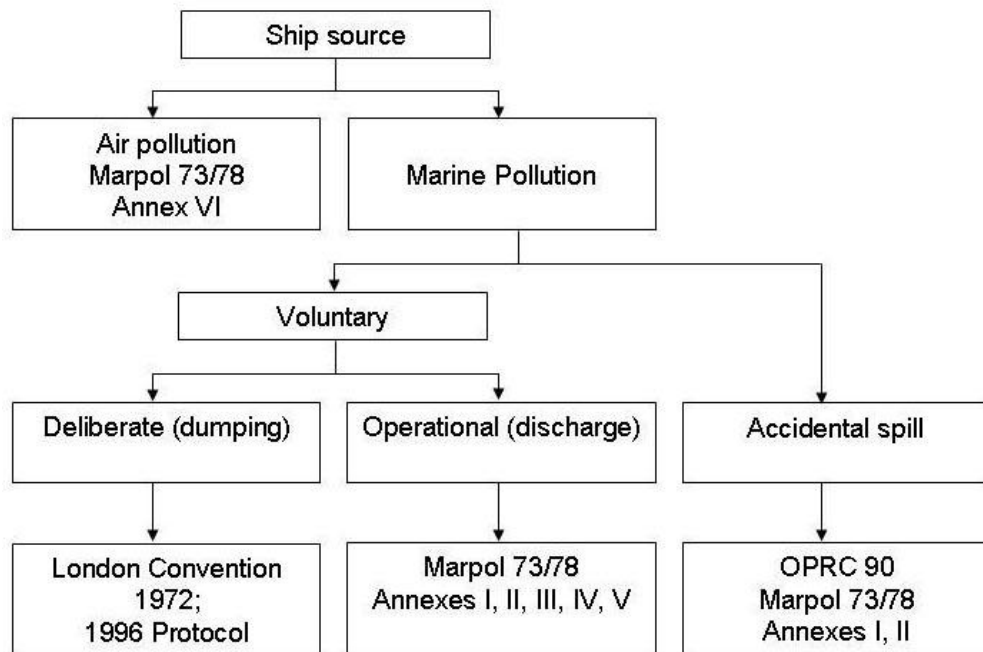 Ship source
Air pollution
Marpol 73/78
Annex VI
Marine Pollution
Voluntary
Deliberate (dumping)
Operational (discharge)
Accidental spill
London Convention
1972;
1996 Protocol
Marpol 73/78
Annexes I, II, III, IV, V
OPRC 90
Marpol 73/78
Annexes I, II